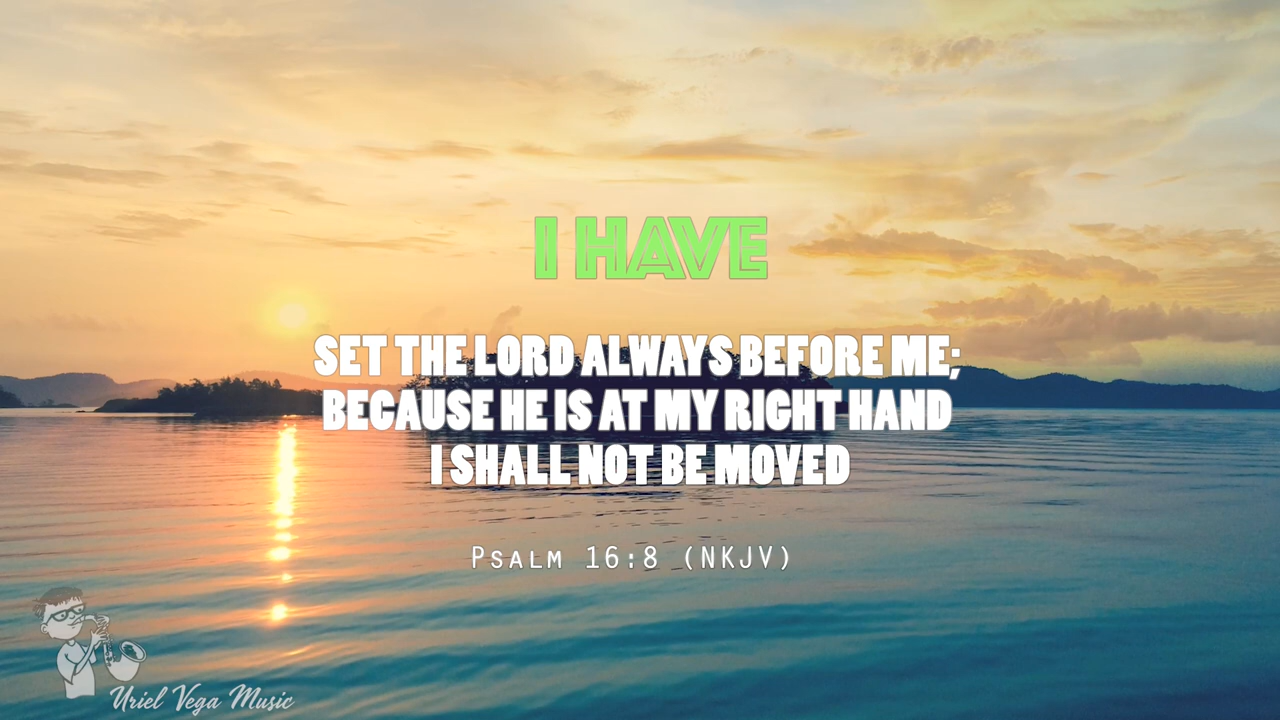 I HAVE
SET THE LORD ALWAYS BEFORE ME;
BECAUSE HE IS AT MY RIGHT HAND
I SHALL NOT BE MOVED
Psalm 16:8 (NKJV)
Uriel Vega Music